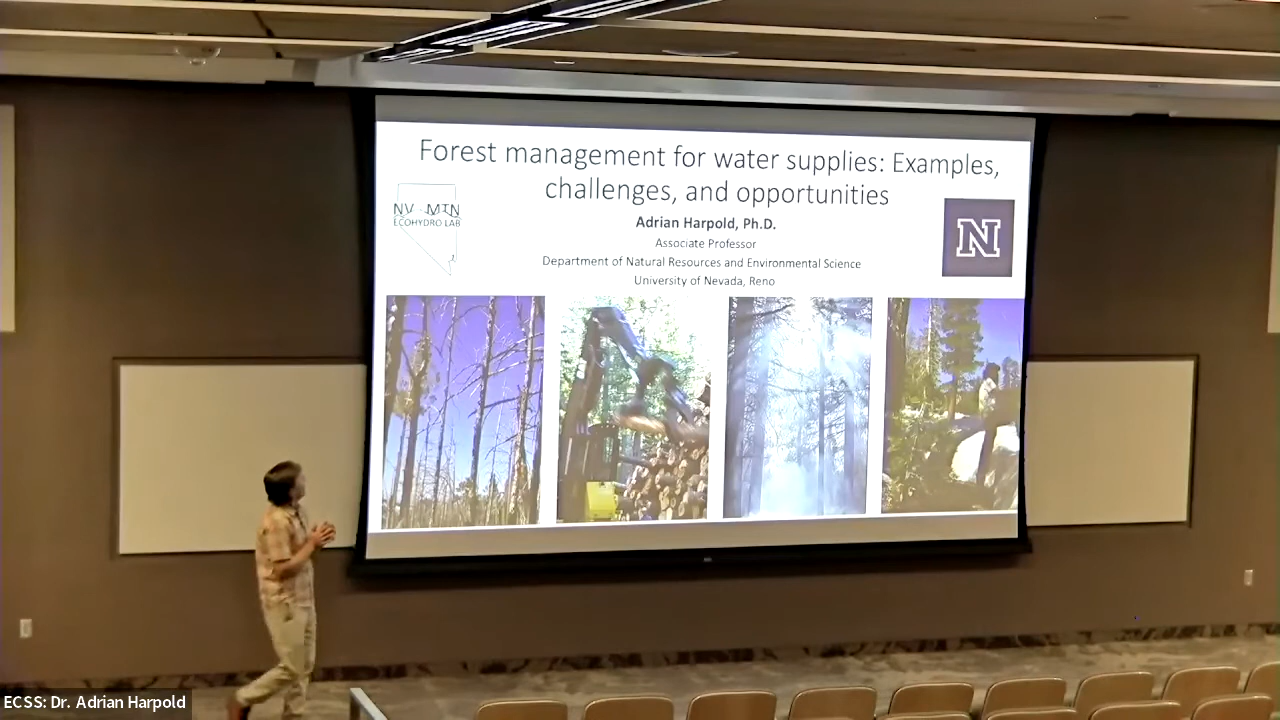 Forest management for water supplies: Examples,
challenges, and opportunities
NV - MTN
ECOHYDRO LAB
Adrian Harpold, Ph.D.
Associate Professor
Department of Natural Resources and Environmental Science
University of Nevada, Reno
N
ECSS: Dr. Adrian Harpold